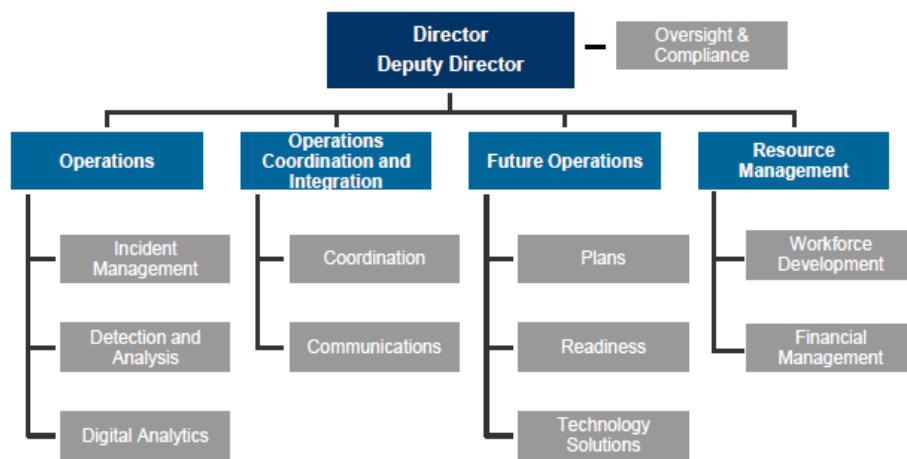 Director
Deputy Director
Oversight &
Compliance
Operations
Operations
Coordination and
Integration
Future Operations
Resource
Management
Incident
Management
Detection and
Analysis
Digital Analytics
Coordination
Communications
Plans
Readiness
Technology
Solutions
Workforce
Development
Financial
Management